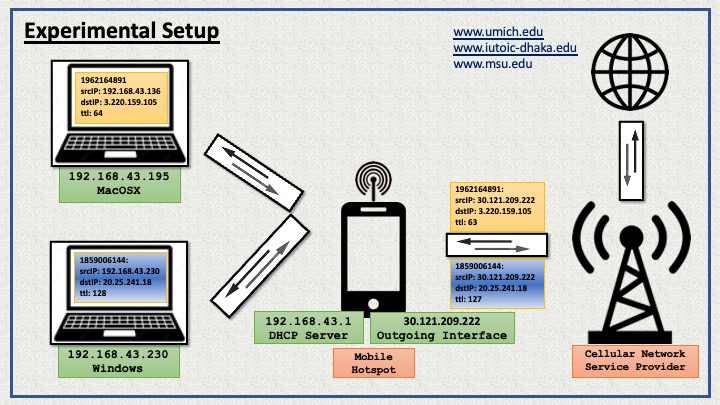 Experimental Setup
www.umich.edu
www.iutoic-dhaka.edu
www.msu.edu
1962164891
srcIP: 192.168.43.136
dstIP: 3.220.159.105
ttl: 64
192.168.43.195
MacOSX
1859006144:
srcIP: 192.168.43.230
dstIP: 20.25.241.18
ttl: 128
192.168.43.230
Windows
1962164891:
srcIP: 30.121.209.222
dstIP: 3.220.159.105
ttl: 63
1859006144:
srcIP: 30.121.209.222
dstIP: 20.25.241.18
ttl: 127
192.168.43.1
DHCP Server
30.121.209.222
Outgoing Interface
Mobile
Hotspot
Cellular Network
Service Provider